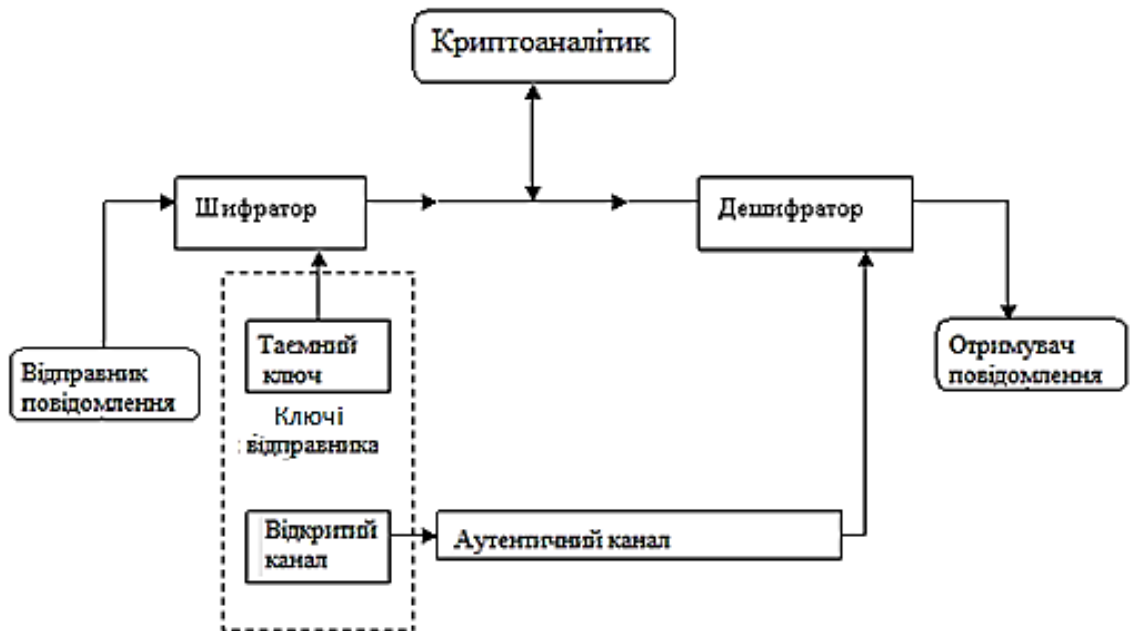 Криптоаналітик
Шифратор
Дешифратор
Таємний
ключ
Відправник
повідомлення
Отримувач
повідомлення
Ключі
: відправника
Відкритий
канал
Аутентичний канал